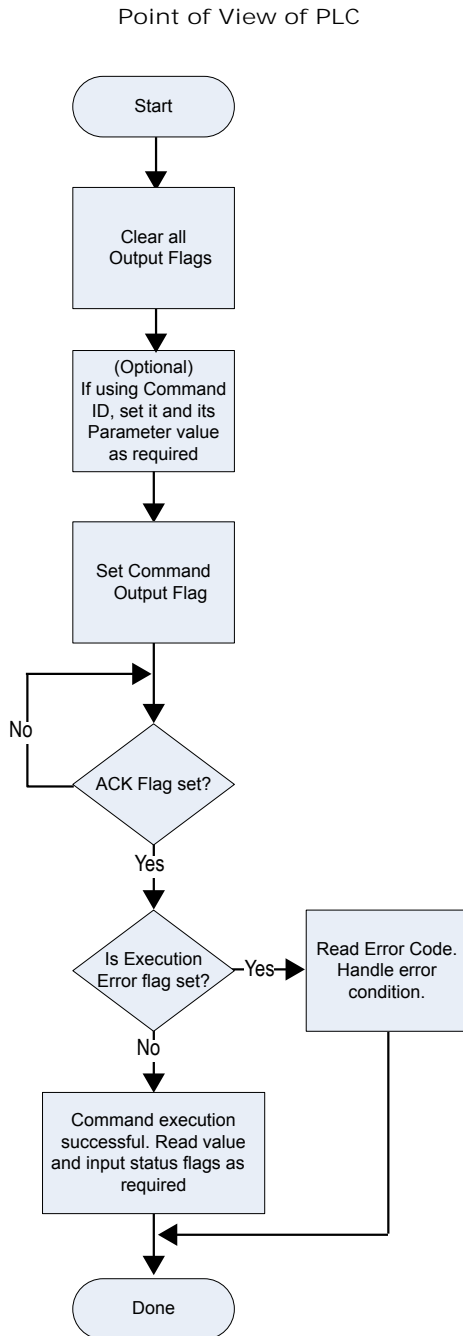 Point of View of PLC
Start
Clear all
Output Flags
(Optional)
If using Command
ID, set it and its
Parameter value
as required
Set Command
Output Flag
No
ACK Flag set?
Yes
Is Execution
Error flag set?
Yes
Read Error Code.
Handle error
condition.
No
Command execution
successful. Read value
and input status flags as
required
Done